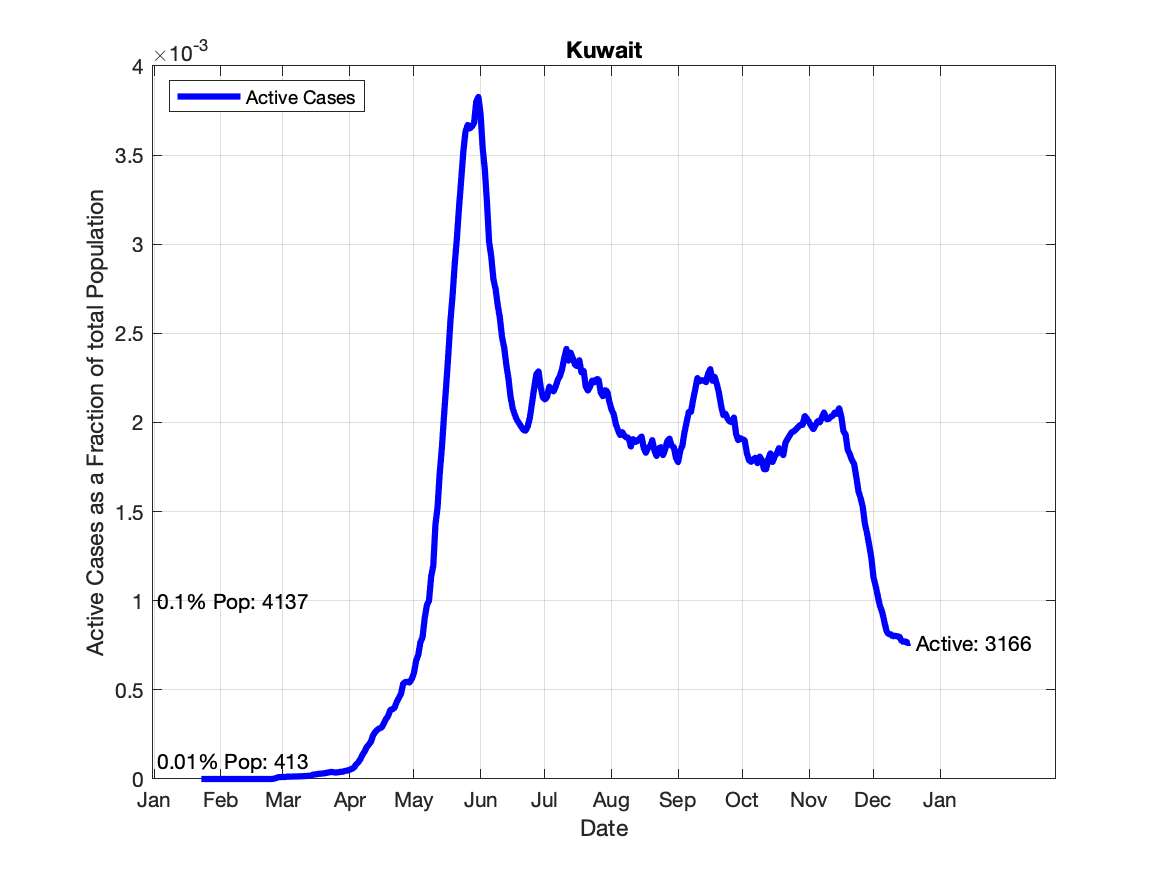 Kuwait
×10-3
Active Cases
4
3.5
3
2.5
2
1.5
1
0.5
0
Active Cases as a Fraction of total Population
0.1% Pop: 4137
0.01% Pop: 413
Active: 3166
Jan Feb Mar Apr May Jun Jul Aug Sep Oct Nov Dec Jan
Date